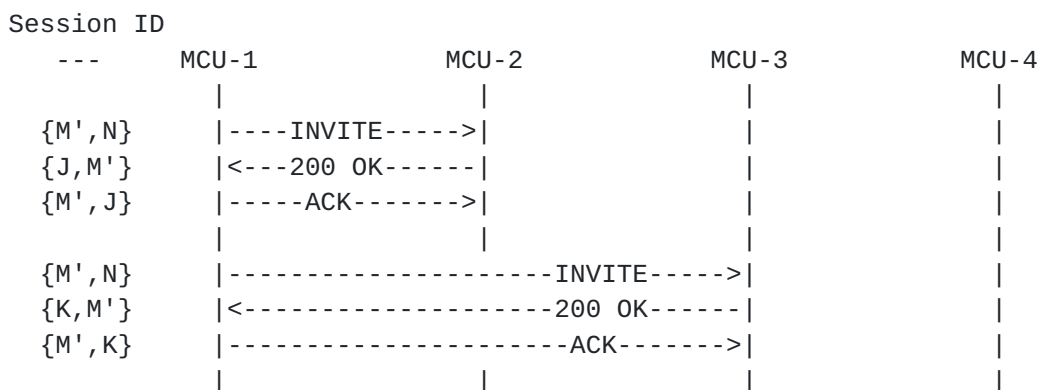 Session ID
   ---     MCU-1            MCU-2            MCU-3           MCU-4
             |                |                |               |
  {M',N}     |----INVITE----->|                |               |
  {J,M'}     |<---200 OK------|                |               |
  {M',J}     |-----ACK------->|                |               |
             |                |                |               |
  {M',N}     |---------------------INVITE----->|               |
  {K,M'}     |<--------------------200 OK------|               |
  {M',K}     |----------------------ACK------->|               |
             |                |                |               |